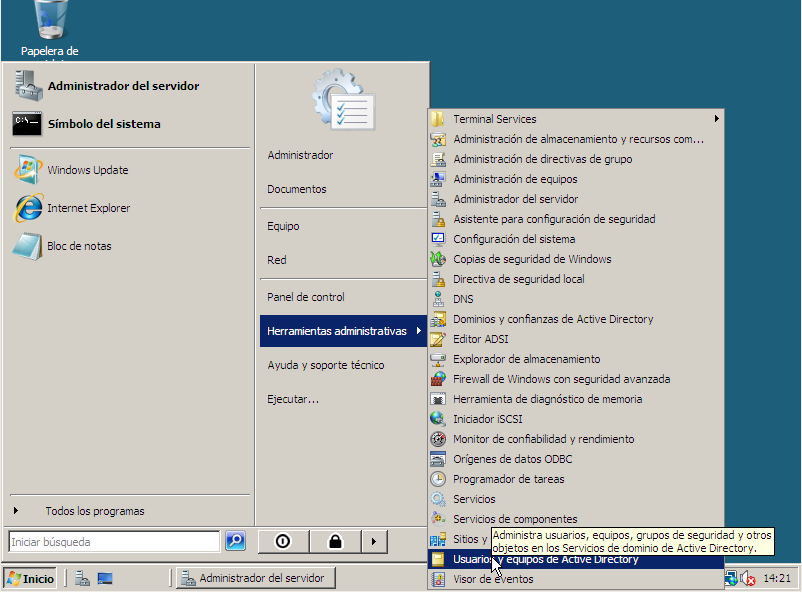 Papelera de
Administrador del servidor
Símbolo del sistema
Windows Update
Internet Explorer
Bloc de notas
Todos los programas
Iniciar búsqueda
Administrador
Documentos
Equipo
Red
Panel de control
Herramientas administrativas
Ayuda y soporte técnico
Ejecutar...
Terminal Services
Administración de almacenamiento y recursos com...
Administración de directivas de grupo
Administración de equipos
Administrador del servidor
Asistente para configuración de seguridad
Configuración del sistema
Copias de seguridad de Windows
Directiva de seguridad local
DNS
Dominios y confianzas de Active Directory
Editor ADSI
Explorador de almacenamiento
Firewall de Windows con seguridad avanzada
Herramienta de diagnóstico de memoria
Iniciador iSCSI
Monitor de confiabilidad y rendimiento
Orígenes de datos ODBC
Programador de tareas
Servicios
Servicios de componentes
Sitios y
Administra usuarios, equipos, grupos de seguridad y otros
objetos en los Servicios de dominio de Active Directory.
Usuarios y equipos de Active Directory
Visor de eventos
Inicio
Administrador del servidor
14:21